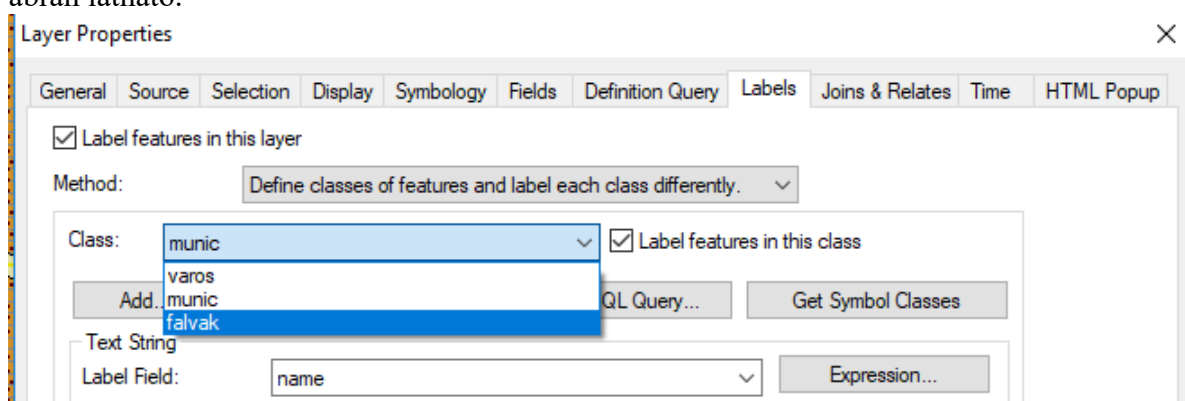 ábrán látható:
Layer Properties
General Source Selection Display Symbology Fields Definition Query Labels Joins & Relates Time HTML Popup
Label features in this layer
Method: Define classes of features and label each class differently.
Class: munic Label features in this class
varos
munic
falvak
Add.. QL Query... Get Symbol Classes
Text String
Label Field: name Expression...